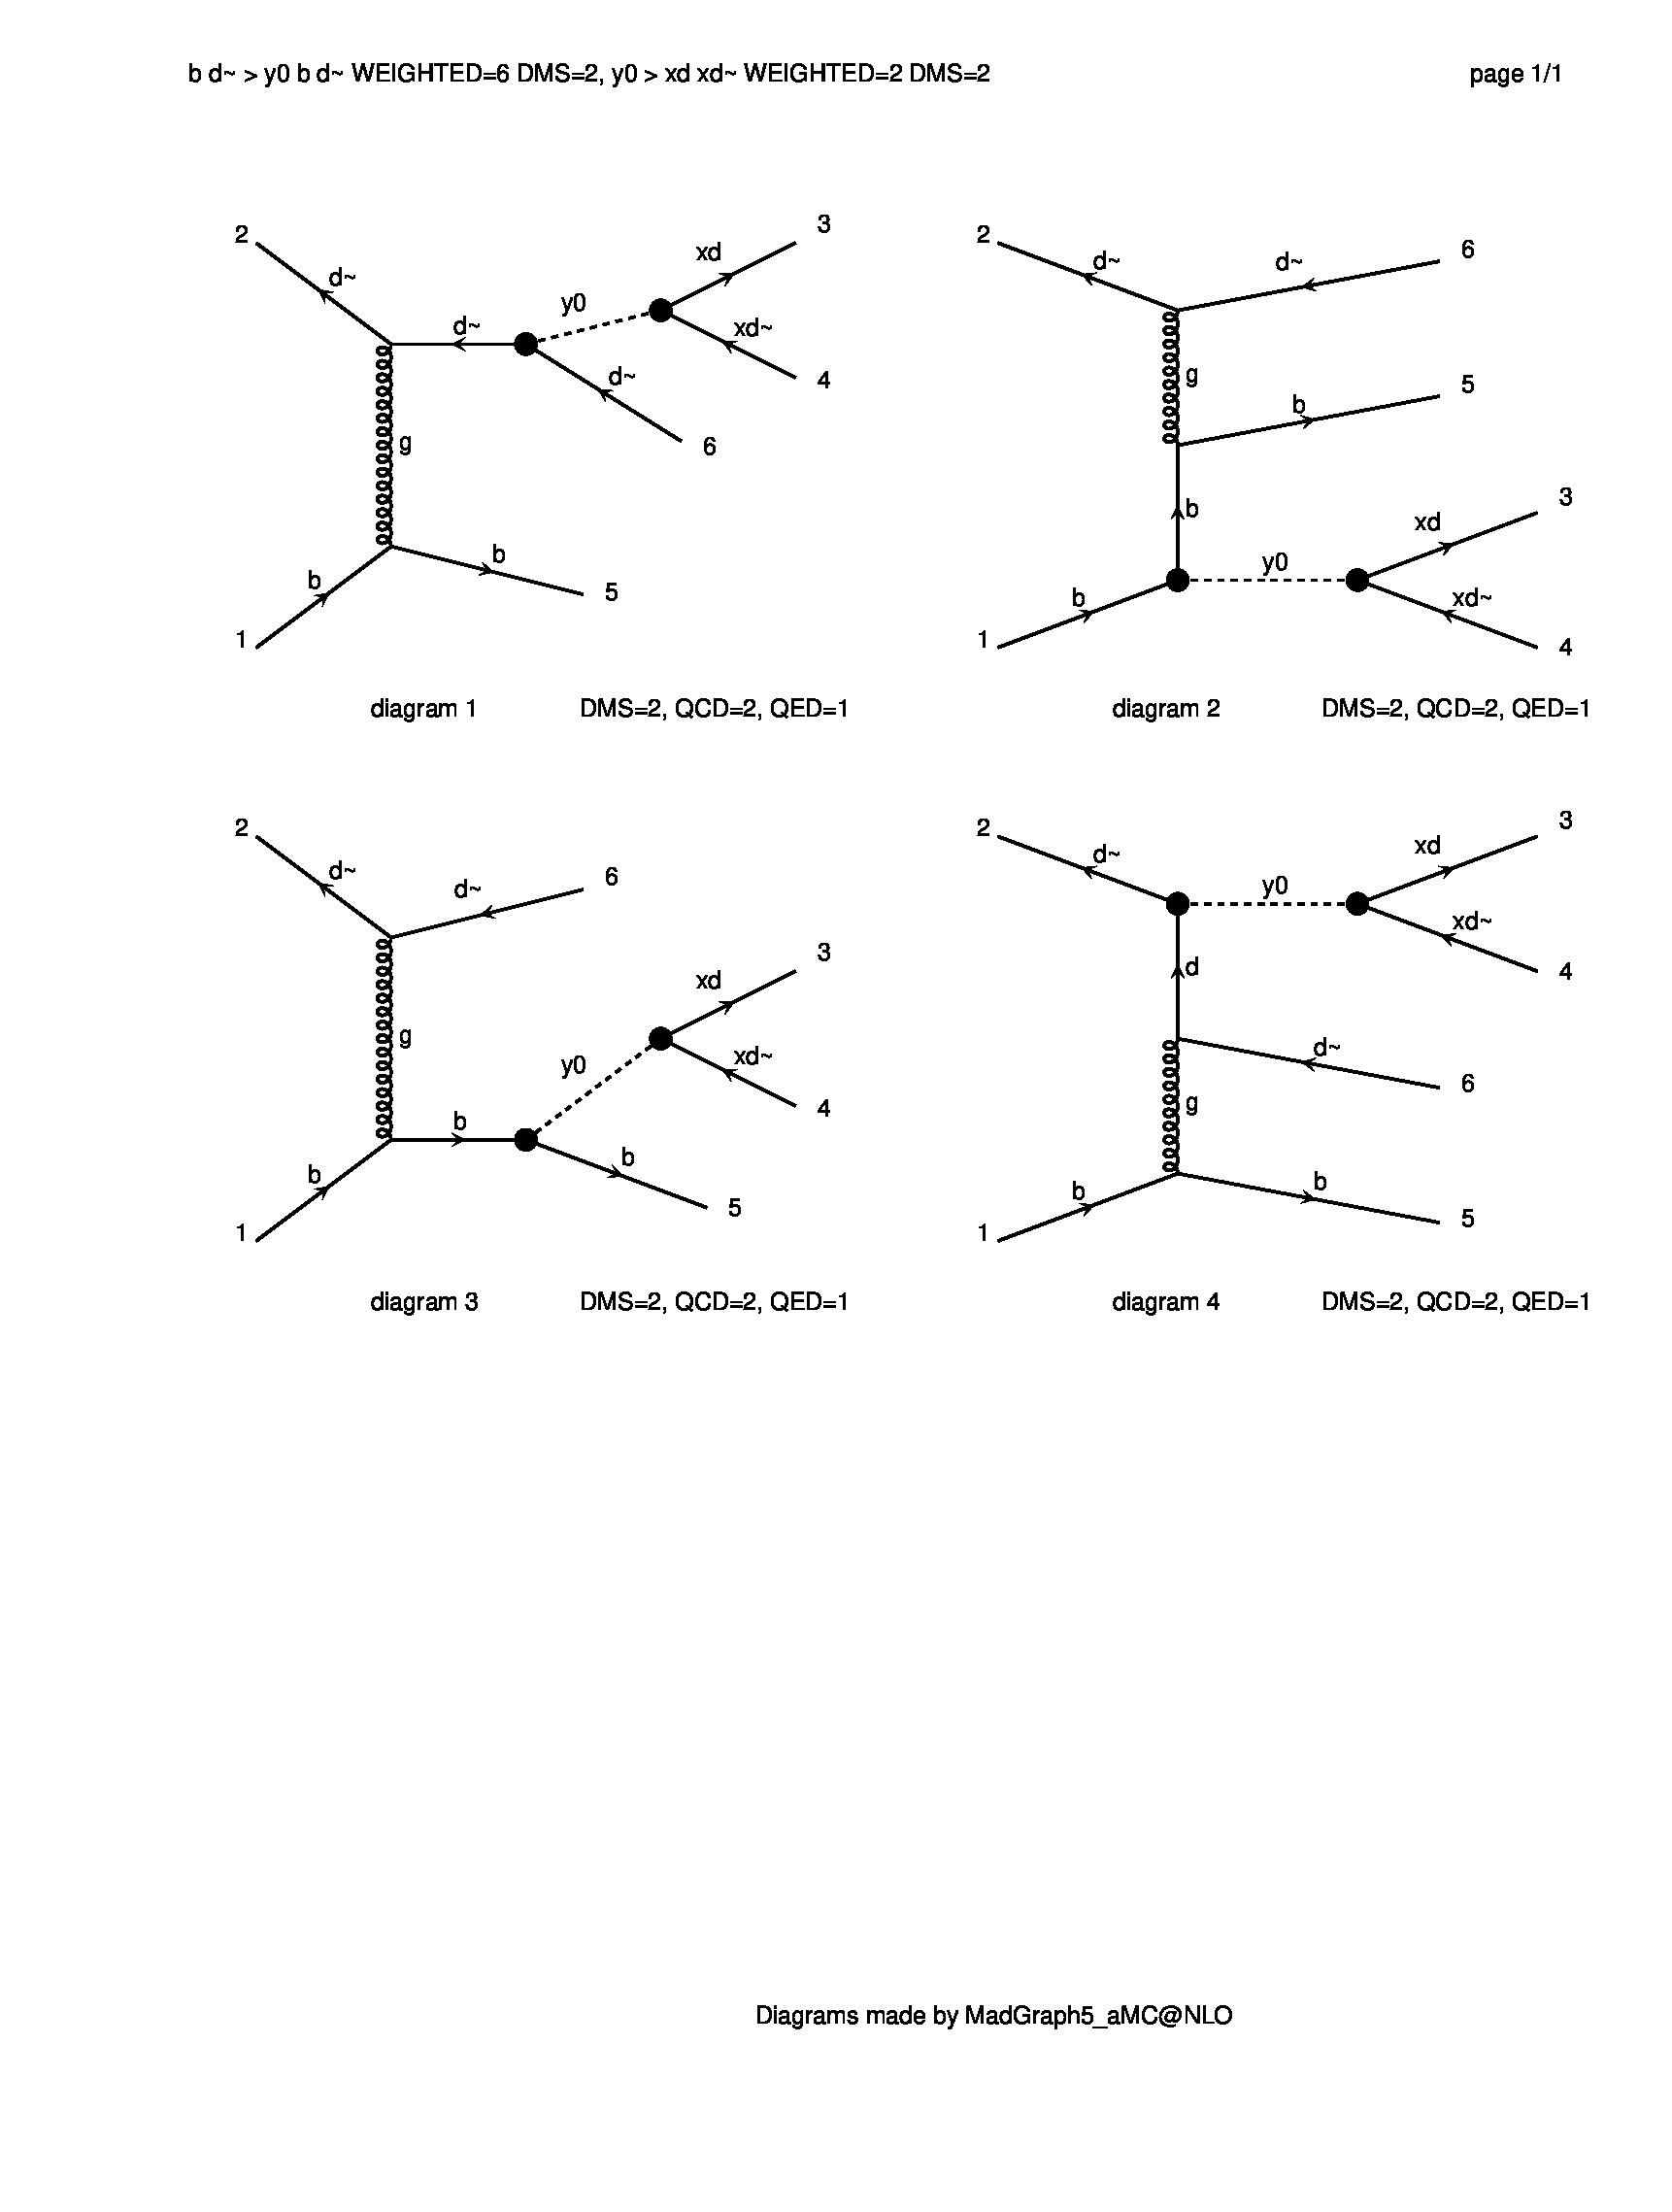 b d~ > y0 b d~ WEIGHTED=6 DMS=2, y0 > xd xd~ WEIGHTED=2 DMS=2 page 1/1
2
d~
d~
y0
xd
3
xd~
4
d~
6
g
b
1
b
5
diagram 1 DMS=2, QCD=2, QED=1
2
d~
d~
6
g
b
5
b
b
1
y0
xd
3
xd~
4
diagram 2 DMS=2, QCD=2, QED=1
2
d~
d~
6
g
b
1
b
y0
xd
3
xd~
4
b
5
diagram 3 DMS=2, QCD=2, QED=1
2
d~
y0
xd
3
xd~
4
d
d~
6
g
b
1
b
5
diagram 4 DMS=2, QCD=2, QED=1
Diagrams made by MadGraph5_aMC@NLO